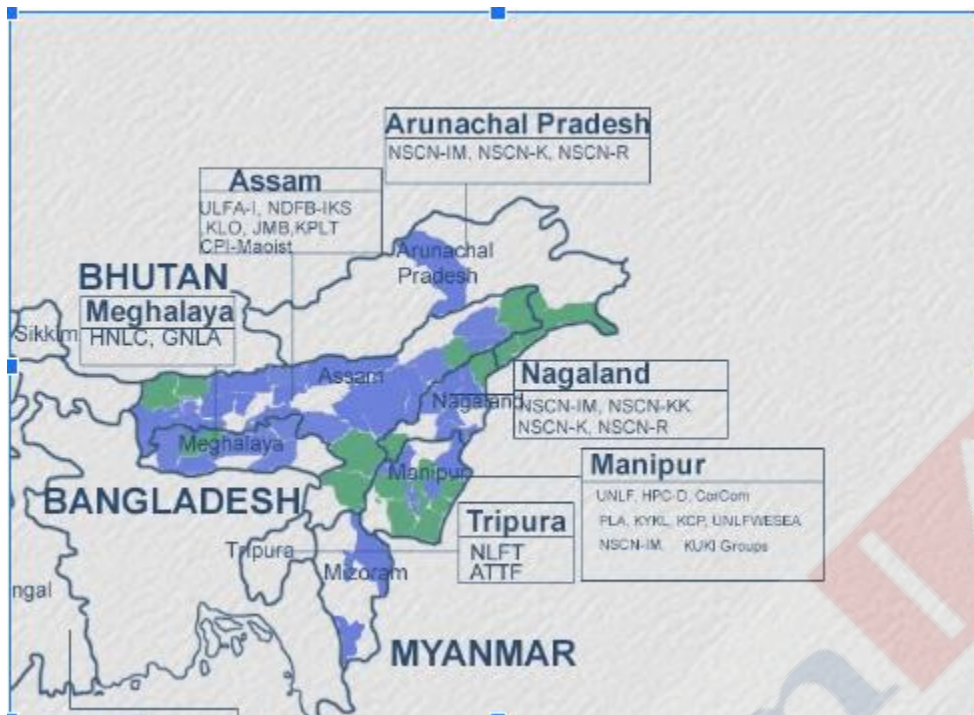 Arunachal Pradesh
NSCN-IM, NSCN-K, NSCN-R
Assam
ULFA-I, NDFB-IKS
,KLO, JMB,KPLT
CPI-Maoist
Arunachal
Pradesh
BHUTAN
Meghalaya
HNLC, GNLA
Sikkim
Assam
Nagaland
NSCN-IM, NSCN-KK
NSCN-K, NSCN-R
Nagaland
Meghalaya
Manipur
Manipur
UNLF, HPC-D, CorCom
PLA, KYKL, KCP, UNLFWESEA
NSCN-IM, KUKI Groups
BANGLADESH
Tripura
NLFT
ATTF
Tripura
Mizoram
ngal
MYANMAR